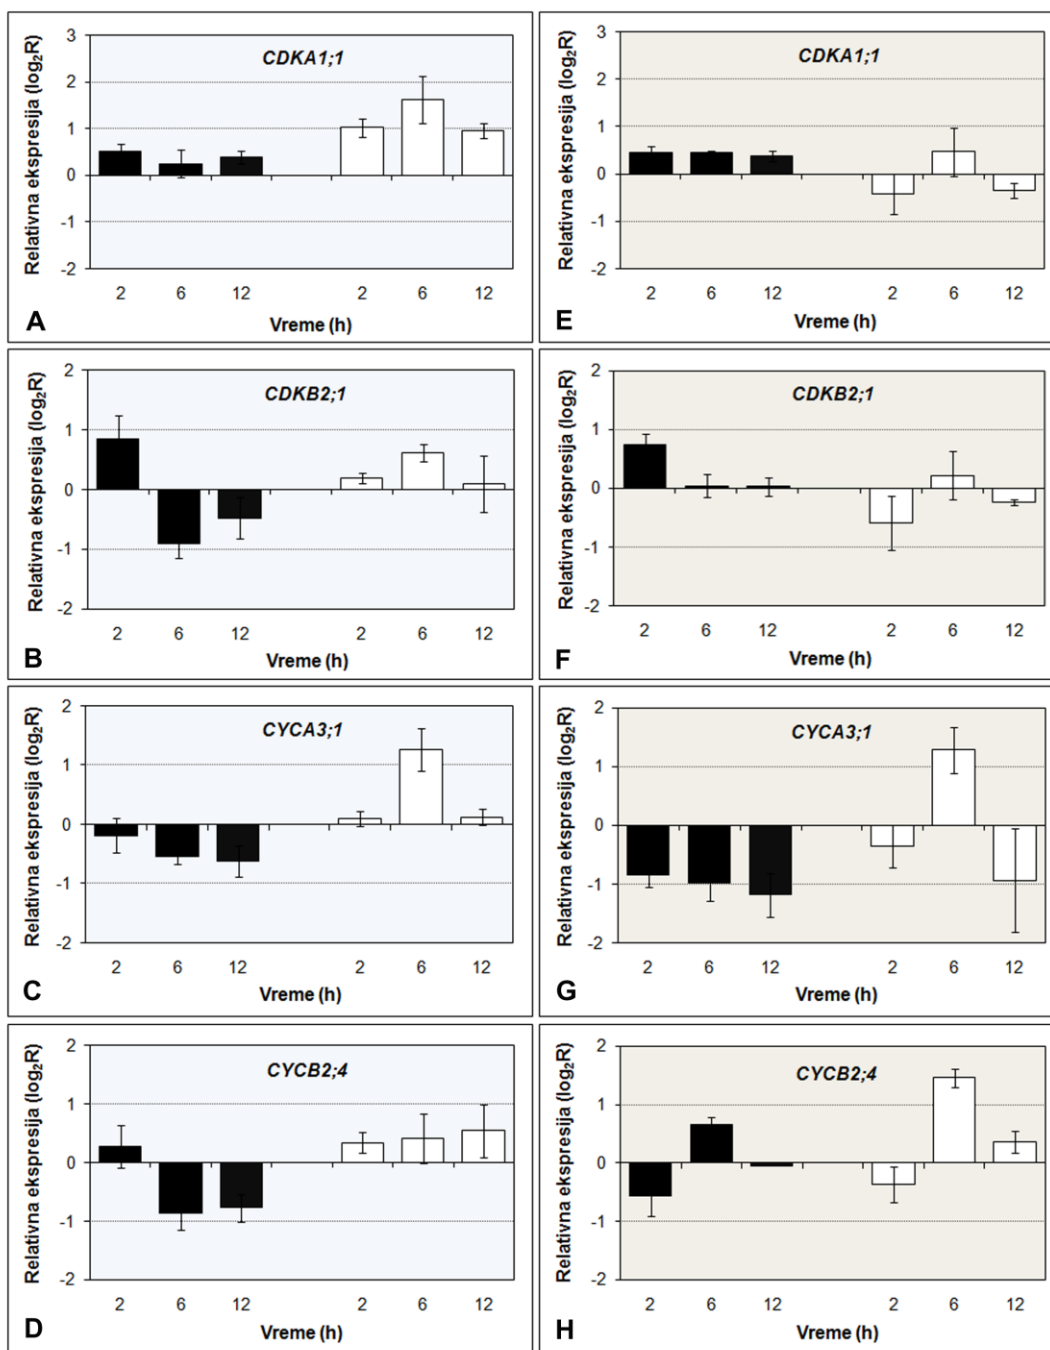 CDKA1;1
Relativna ekspresija (log₂R)
3
2
1
0
-1
-2
2 6 12 2 6 12
Vreme (h)
A
CDKA1;1
Relativna ekspresija (log₂R)
3
2
1
0
-1
-2
2 6 12 2 6 12
Vreme (h)
E
CDKB2;1
Relativna ekspresija (log₂R)
2
1
0
-1
-2
2 6 12 2 6 12
Vreme (h)
B
CDKB2;1
Relativna ekspresija (log₂R)
2
1
0
-1
-2
2 6 12 2 6 12
Vreme (h)
F
CYCA3;1
Relativna ekspresija (log₂R)
2
1
0
-1
-2
2 6 12 2 6 12
Vreme (h)
C
CYCA3;1
Relativna ekspresija (log₂R)
2
1
0
-1
-2
2 6 12 2 6 12
Vreme (h)
G
CYCB2;4
Relativna ekspresija (log₂R)
2
1
0
-1
-2
2 6 12 2 6 12
Vreme (h)
D
CYCB2;4
Relativna ekspresija (log₂R)
2
1
0
-1
-2
2 6 12 2 6 12
Vreme (h)
H